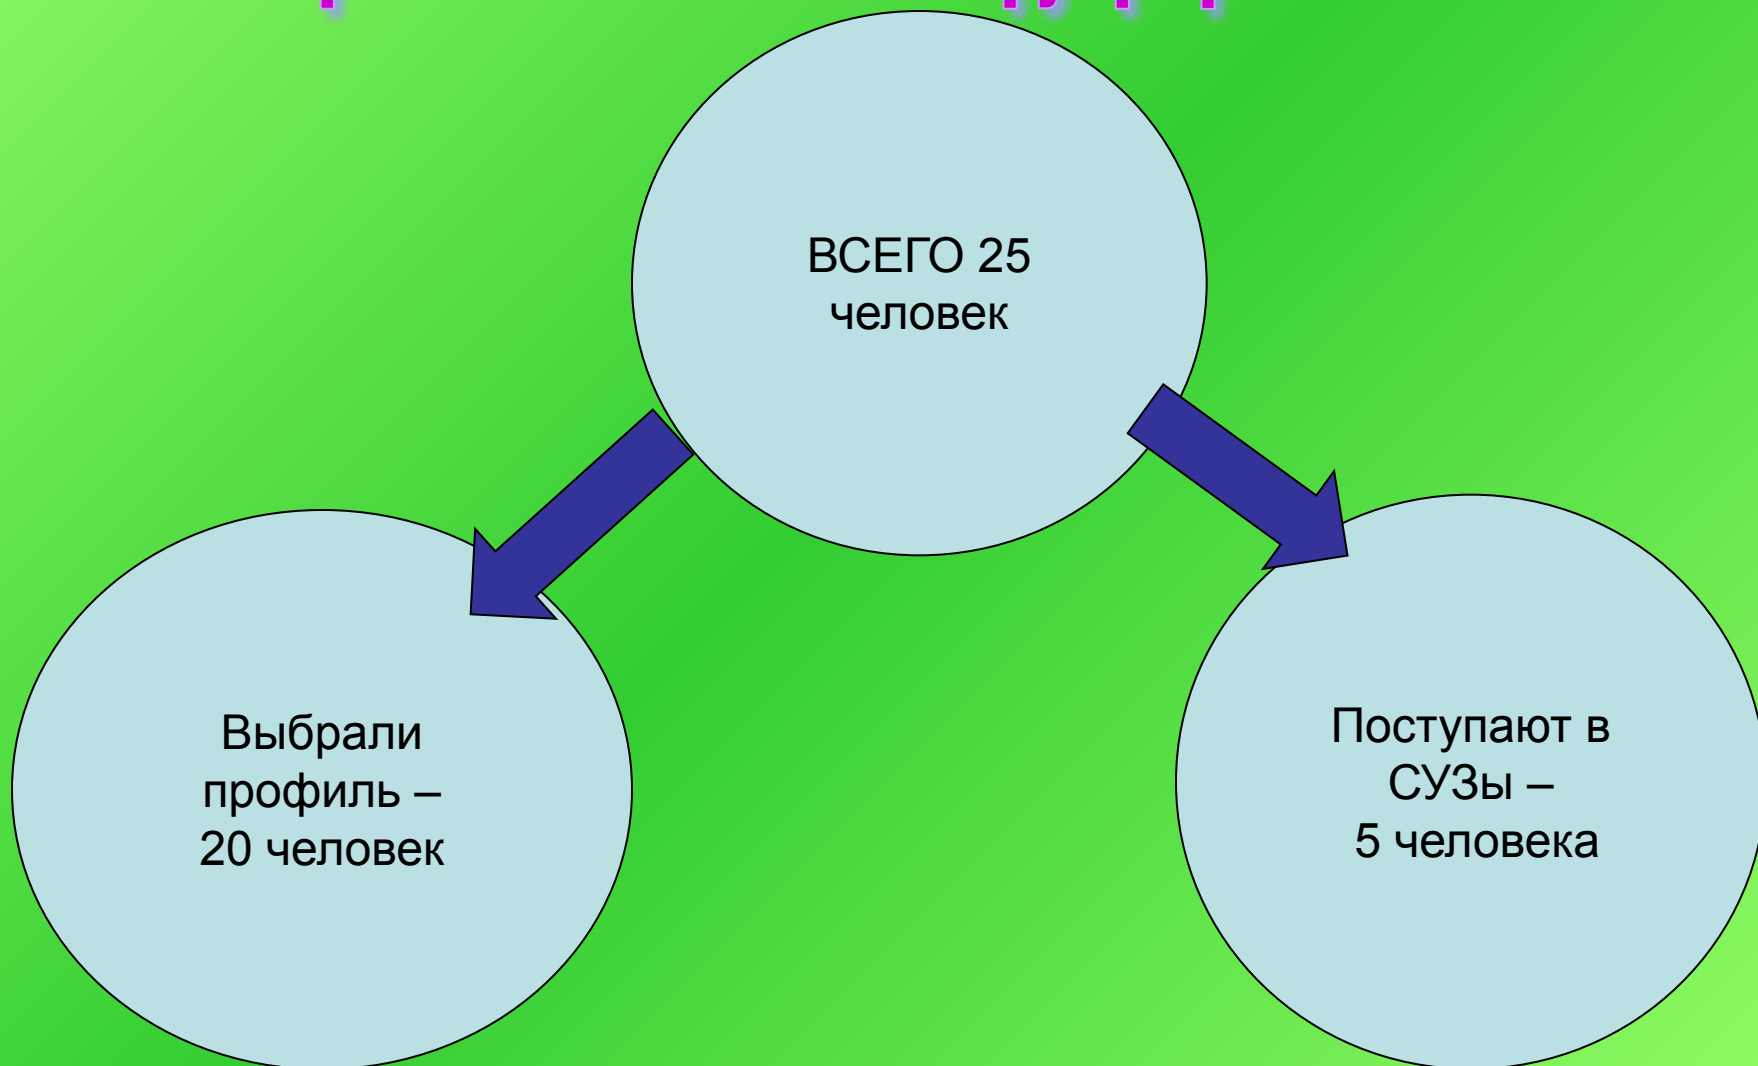 ВСЕГО 25
человек
Выбрали
профиль –
20 человек
Поступают в
СУЗы –
5 человека